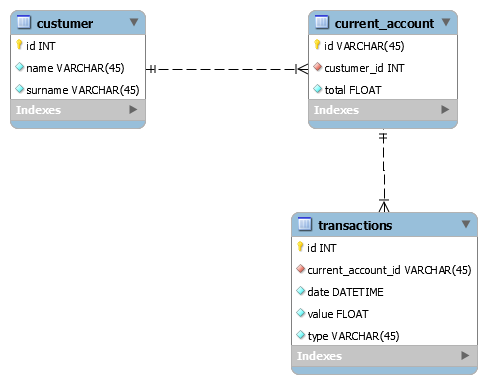 custumer
id INT
name VARCHAR(45)
surname VARCHAR(45)
Indexes
current_account
id VARCHAR(45)
custumer_id INT
total FLOAT
Indexes
transactions
id INT
current_account_id VARCHAR(45)
date DATETIME
value FLOAT
type VARCHAR(45)
Indexes